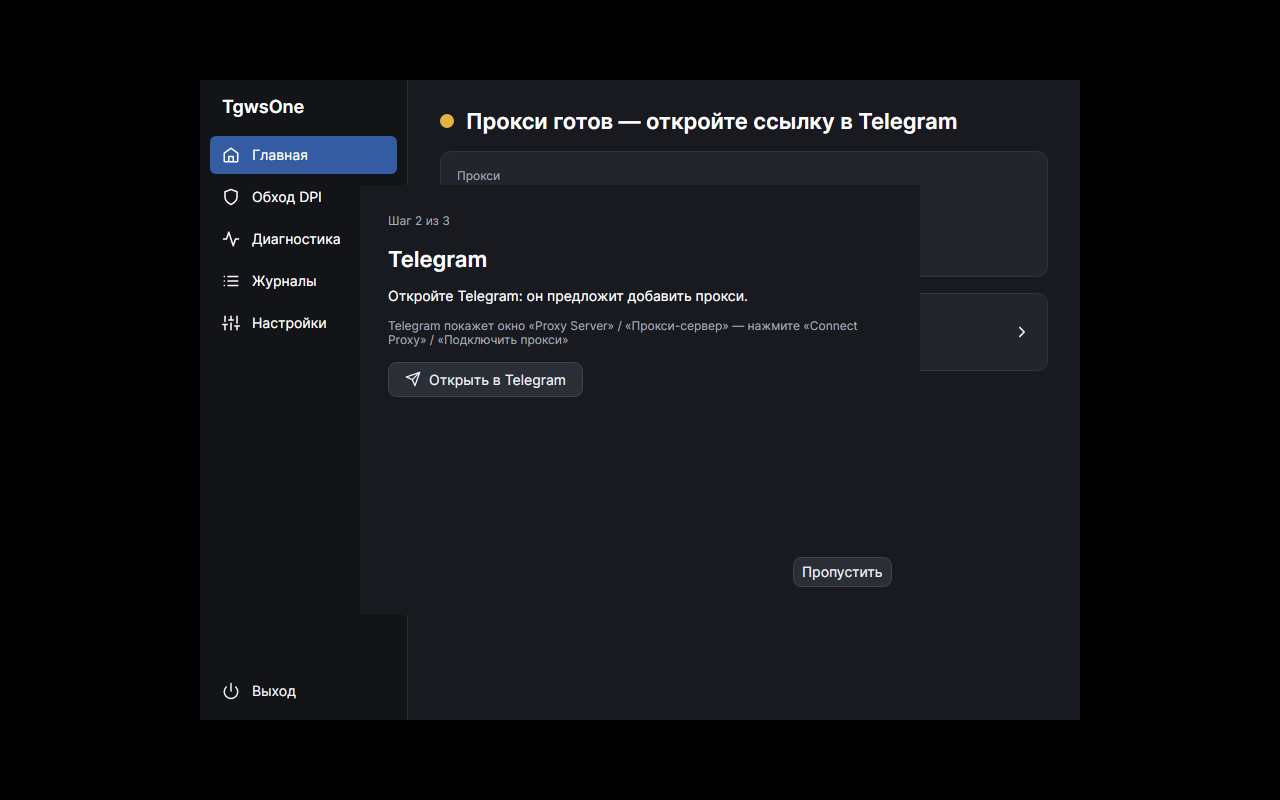 TgwsOne
Главная
Обход DPI
Диагностика
Журналы
Настройки
Выход
Прокси готов — откройте ссылку в Telegram
Прокси
Шаг 2 из 3
Telegram
Откройте Telegram: он предложит добавить прокси.
Telegram покажет окно «Proxy Server» / «Прокси-сервер» — нажмите «Connect
Proxy» / «Подключить прокси»
Открыть в Telegram
Пропустить